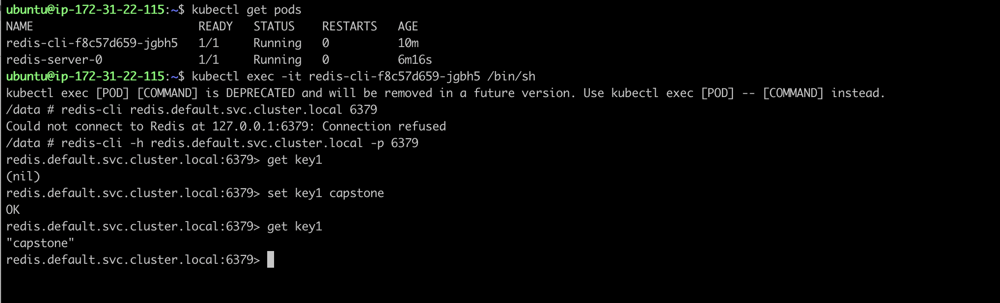 ubuntu@ip-172-31-22-115:~$ kubectl get pods
NAME                        READY   STATUS    RESTARTS   AGE
redis-cli-f8c57d659-jgbh5   1/1     Running   0          10m
redis-server-0              1/1     Running   0          6m16s
ubuntu@ip-172-31-22-115:~$ kubectl exec -it redis-cli-f8c57d659-jgbh5 /bin/sh
kubectl exec [POD] [COMMAND] is DEPRECATED and will be removed in a future version. Use kubectl exec [POD] -- [COMMAND] instead.
/data # redis-cli redis.default.svc.cluster.local 6379
Could not connect to Redis at 127.0.0.1:6379: Connection refused
/data # redis-cli -h redis.default.svc.cluster.local -p 6379
redis.default.svc.cluster.local:6379> get key1
(nil)
redis.default.svc.cluster.local:6379> set key1 capstone
OK
redis.default.svc.cluster.local:6379> get key1
"capstone"
redis.default.svc.cluster.local:6379>